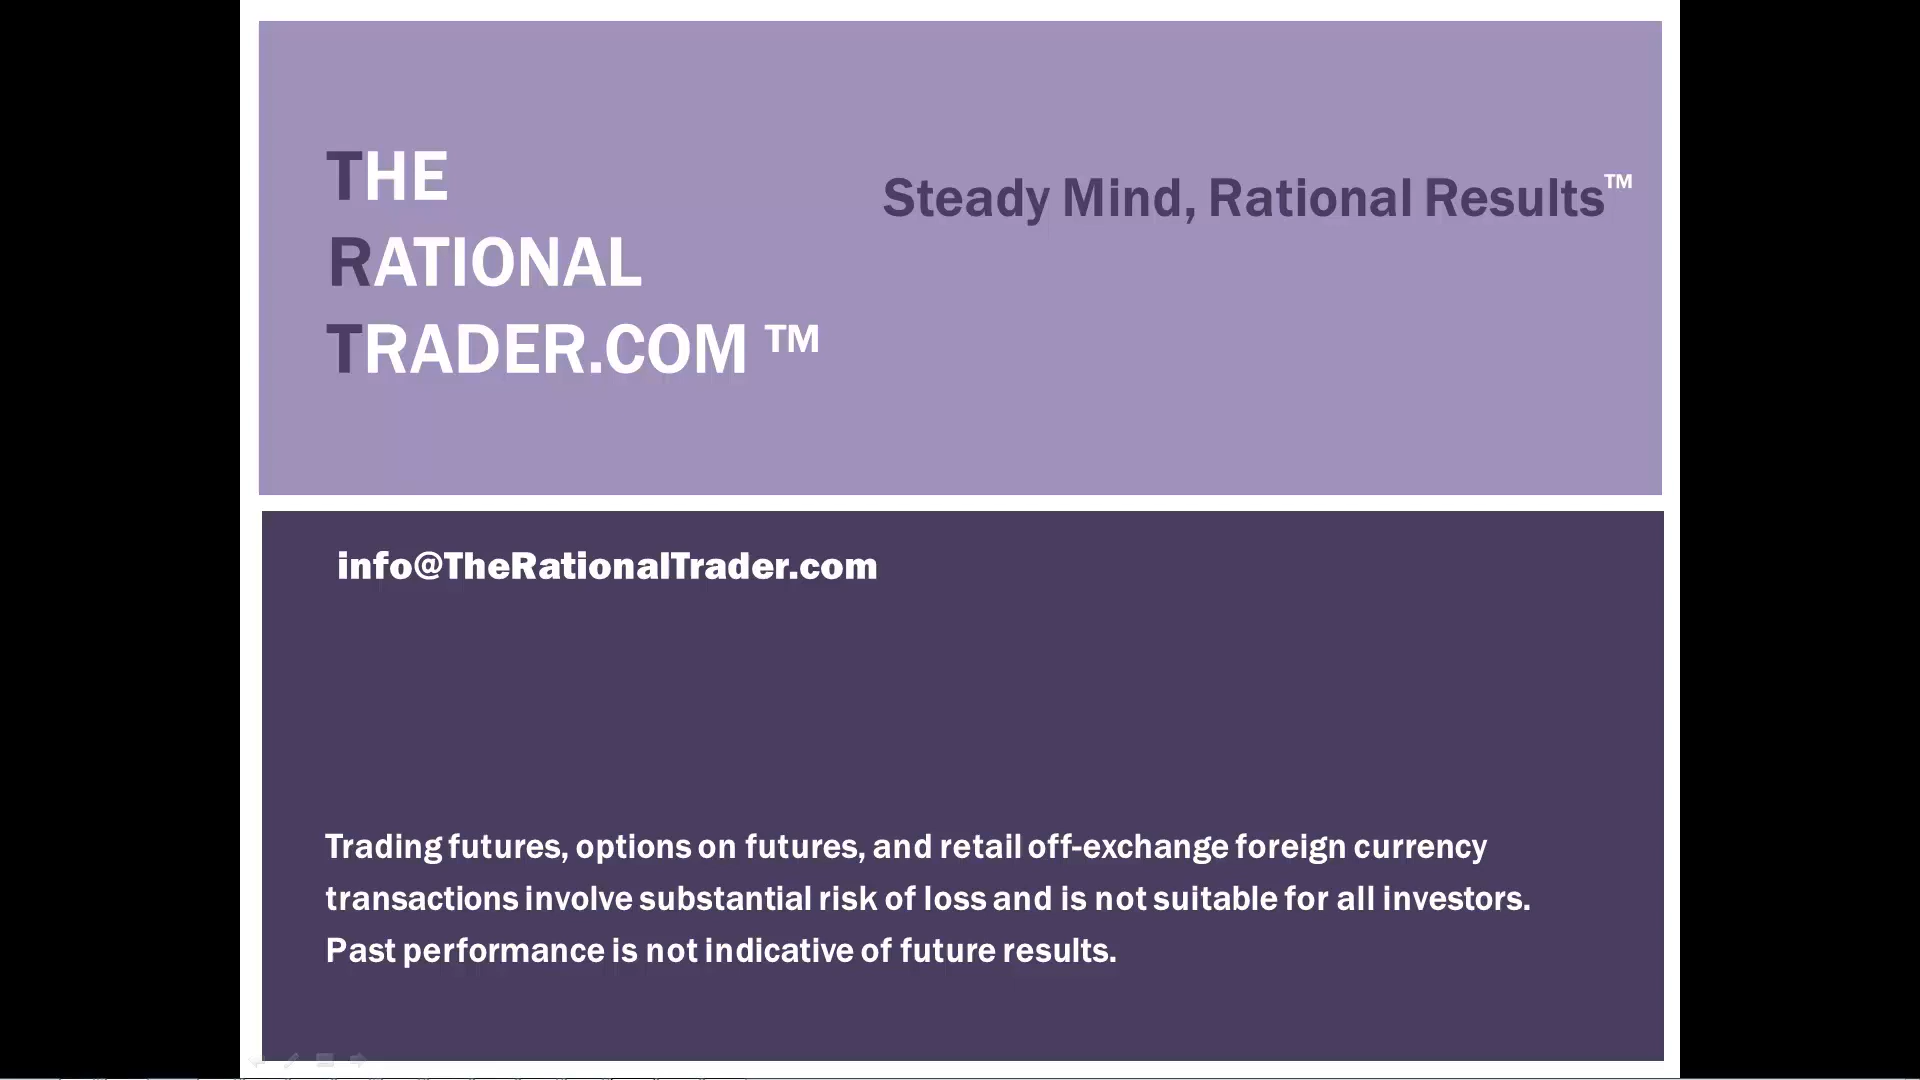 THE
RATIONAL
TRADER.COM ™
Steady Mind, Rational Results™
info@TheRationalTrader.com
Trading futures, options on futures, and retail off-exchange foreign currency
transactions involve substantial risk of loss and is not suitable for all investors.
Past performance is not indicative of future results.